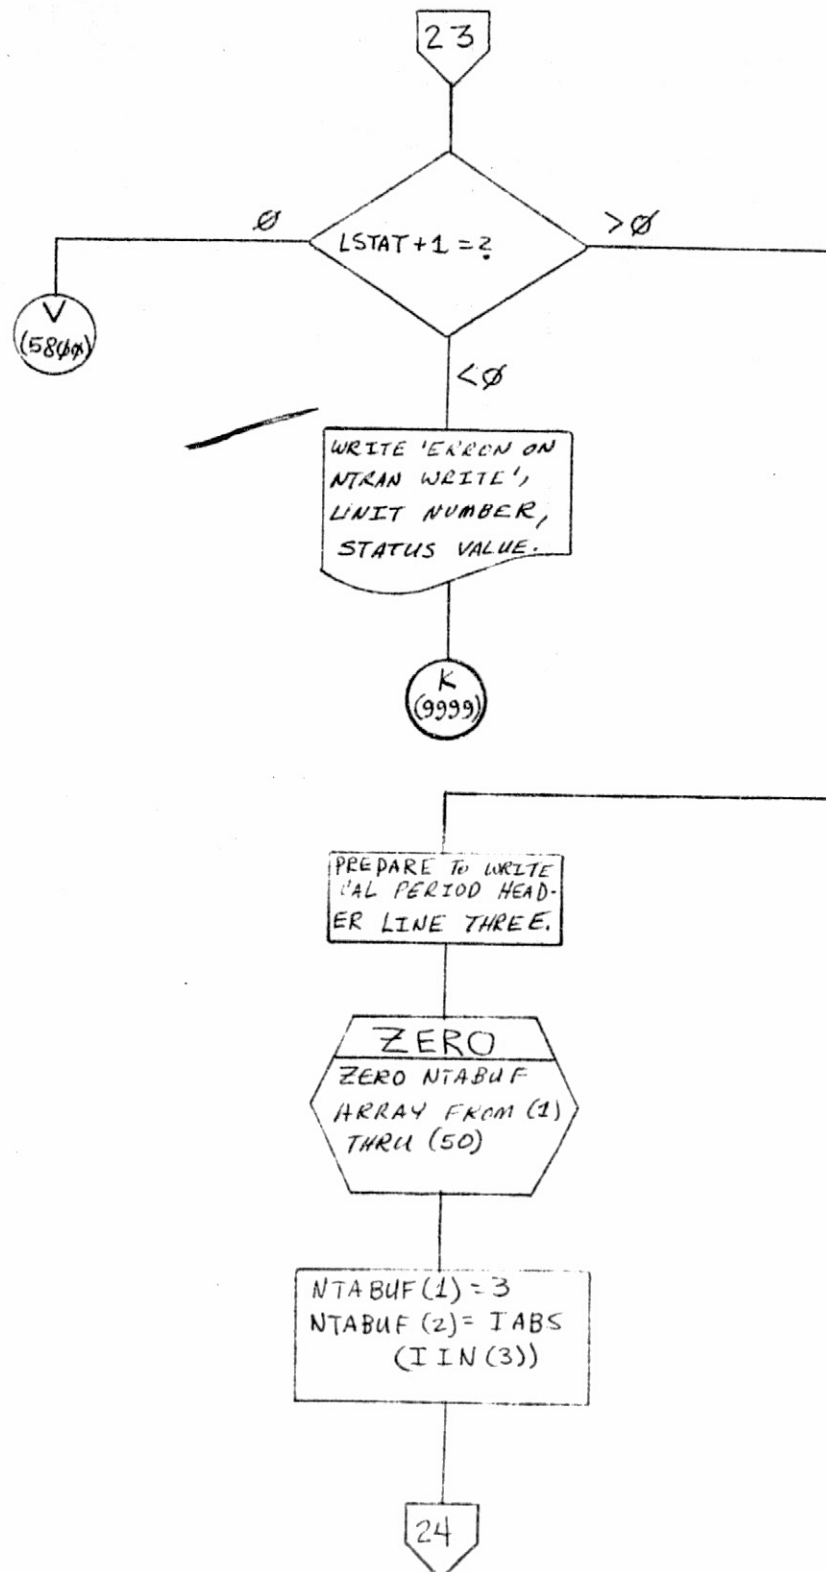 23
Ø
LSTAT+1 = ?
>Ø
V
(58ØØ)
<Ø
WRITE 'ERROR ON
NTRAN WRITE',
UNIT NUMBER,
STATUS VALUE.
K
(9999)
PREPARE TO WRITE
CAL PERIOD HEAD-
ER LINE THREE.
ZERO
ZERO NTABUF
ARRAY FROM (1)
THRU (50)
NTABUF(1) = 3
NTABUF (2) = IABS
(IIN(3))
24